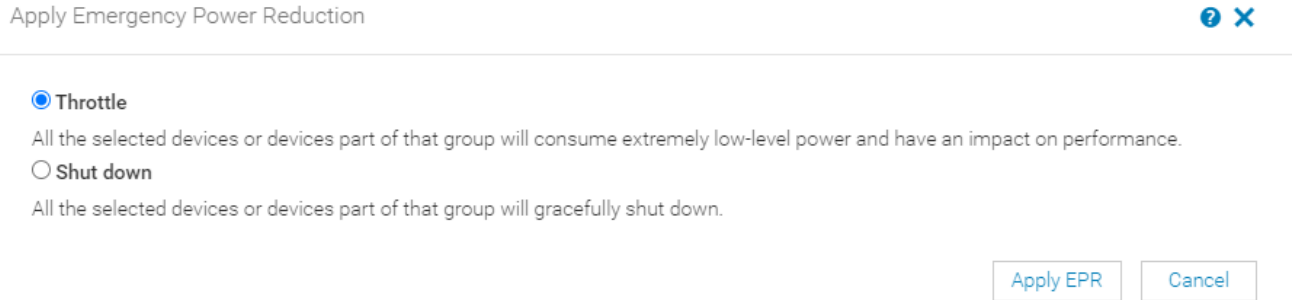 Apply Emergency Power Reduction
Throttle
All the selected devices or devices part of that group will consume extremely low-level power and have an impact on performance.
Shut down
All the selected devices or devices part of that group will gracefully shut down.
Apply EPR Cancel